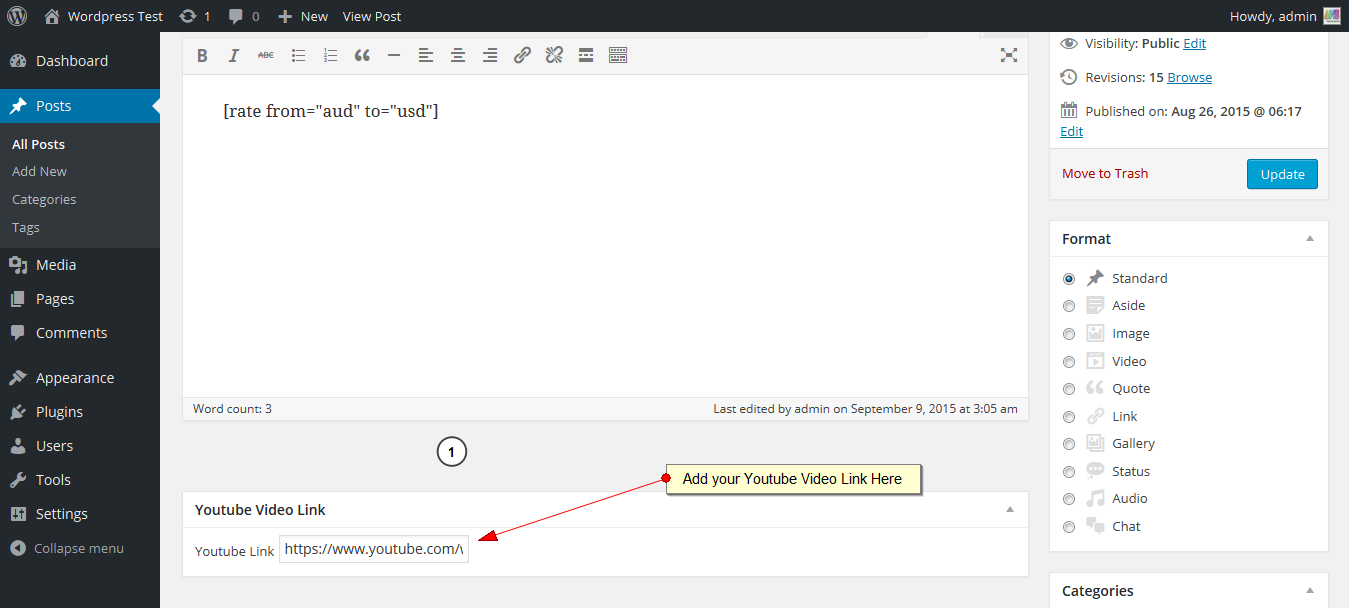 Wordpress Test 1 0 New View Post Howdy, admin
Dashboard
Posts
All Posts
Add New
Categories
Tags
Media
Pages
Comments
Appearance
Plugins
Users
Tools
Settings
Collapse menu
B I ABC
[rate from="aud" to="usd"]
Word count: 3 Last edited by admin on September 9, 2015 at 3:05 am
1
Add your Youtube Video Link Here
Youtube Video Link
Youtube Link https://www.youtube.com/
Visibility: Public Edit
Revisions: 15 Browse
Published on: Aug 26, 2015 @ 06:17
Edit
Move to Trash Update
Format
Standard
Aside
Image
Video
Quote
Link
Gallery
Status
Audio
Chat
Categories